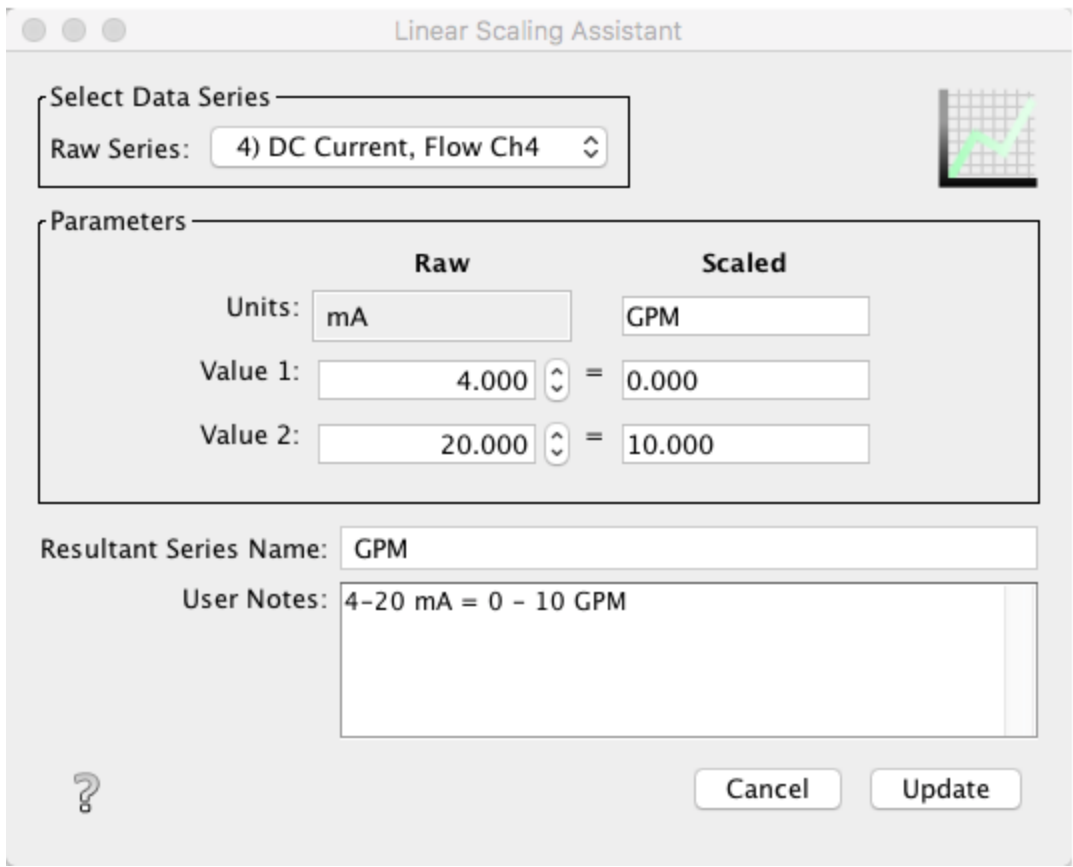 Linear Scaling Assistant
Select Data Series
Raw Series: 4) DC Current, Flow Ch4
Parameters
Raw Scaled
Units: mA GPM
Value 1: 4.000 = 0.000
Value 2: 20.000 = 10.000
Resultant Series Name: GPM
User Notes: 4-20 mA = 0 - 10 GPM
? Cancel Update